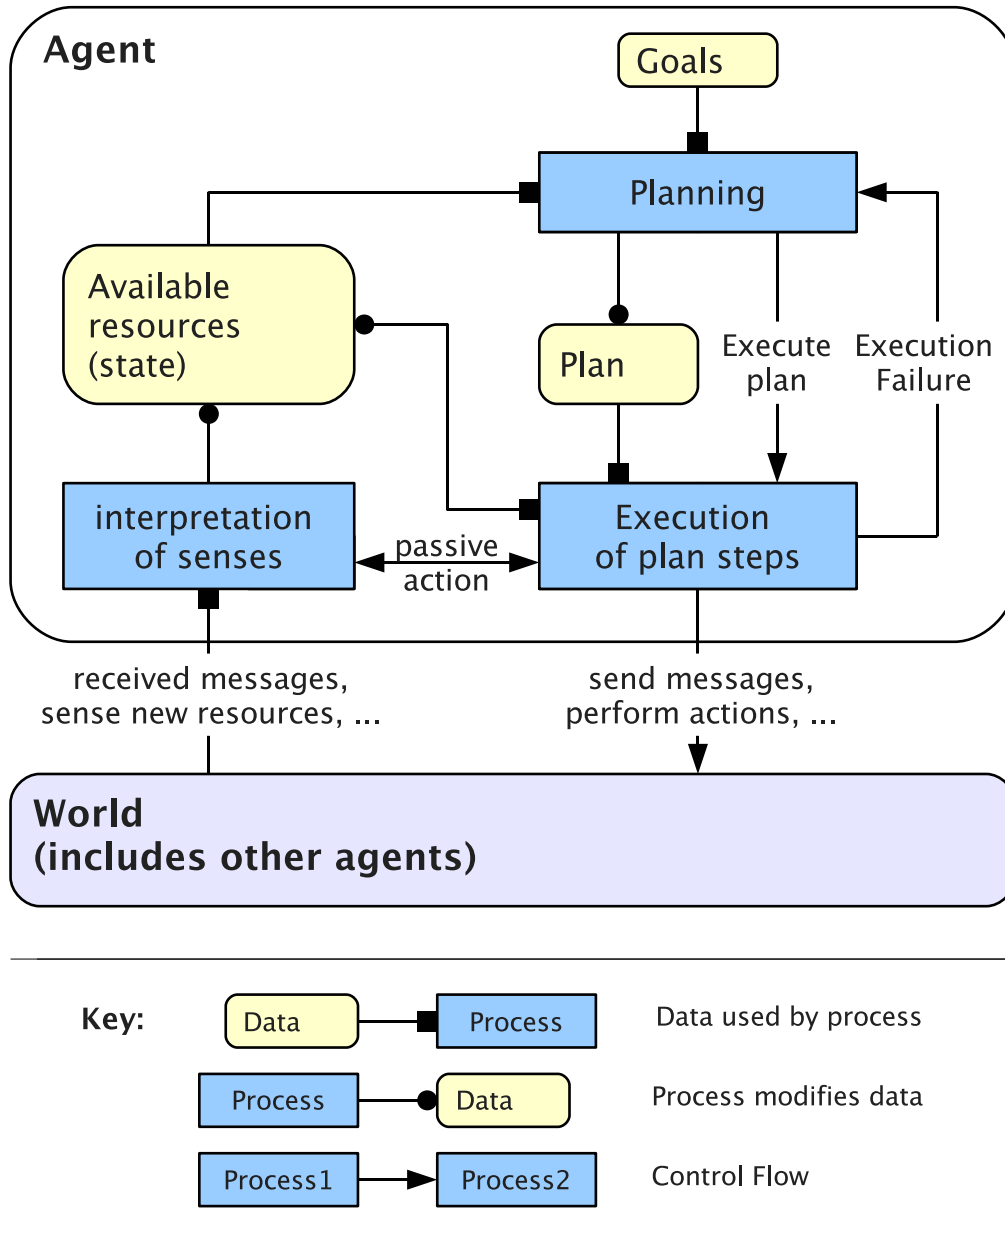 Agent
Goals
Planning
Available
resources
(state)
Plan
Execute
plan
Execution
Failure
interpretation
of senses
passive
action
Execution
of plan steps
received messages,
sense new resources, ...
send messages,
perform actions, ...
World
(includes other agents)
Key:
Data
Process
Data used by process
Process
Data
Process modifies data
Process1
Process2
Control Flow